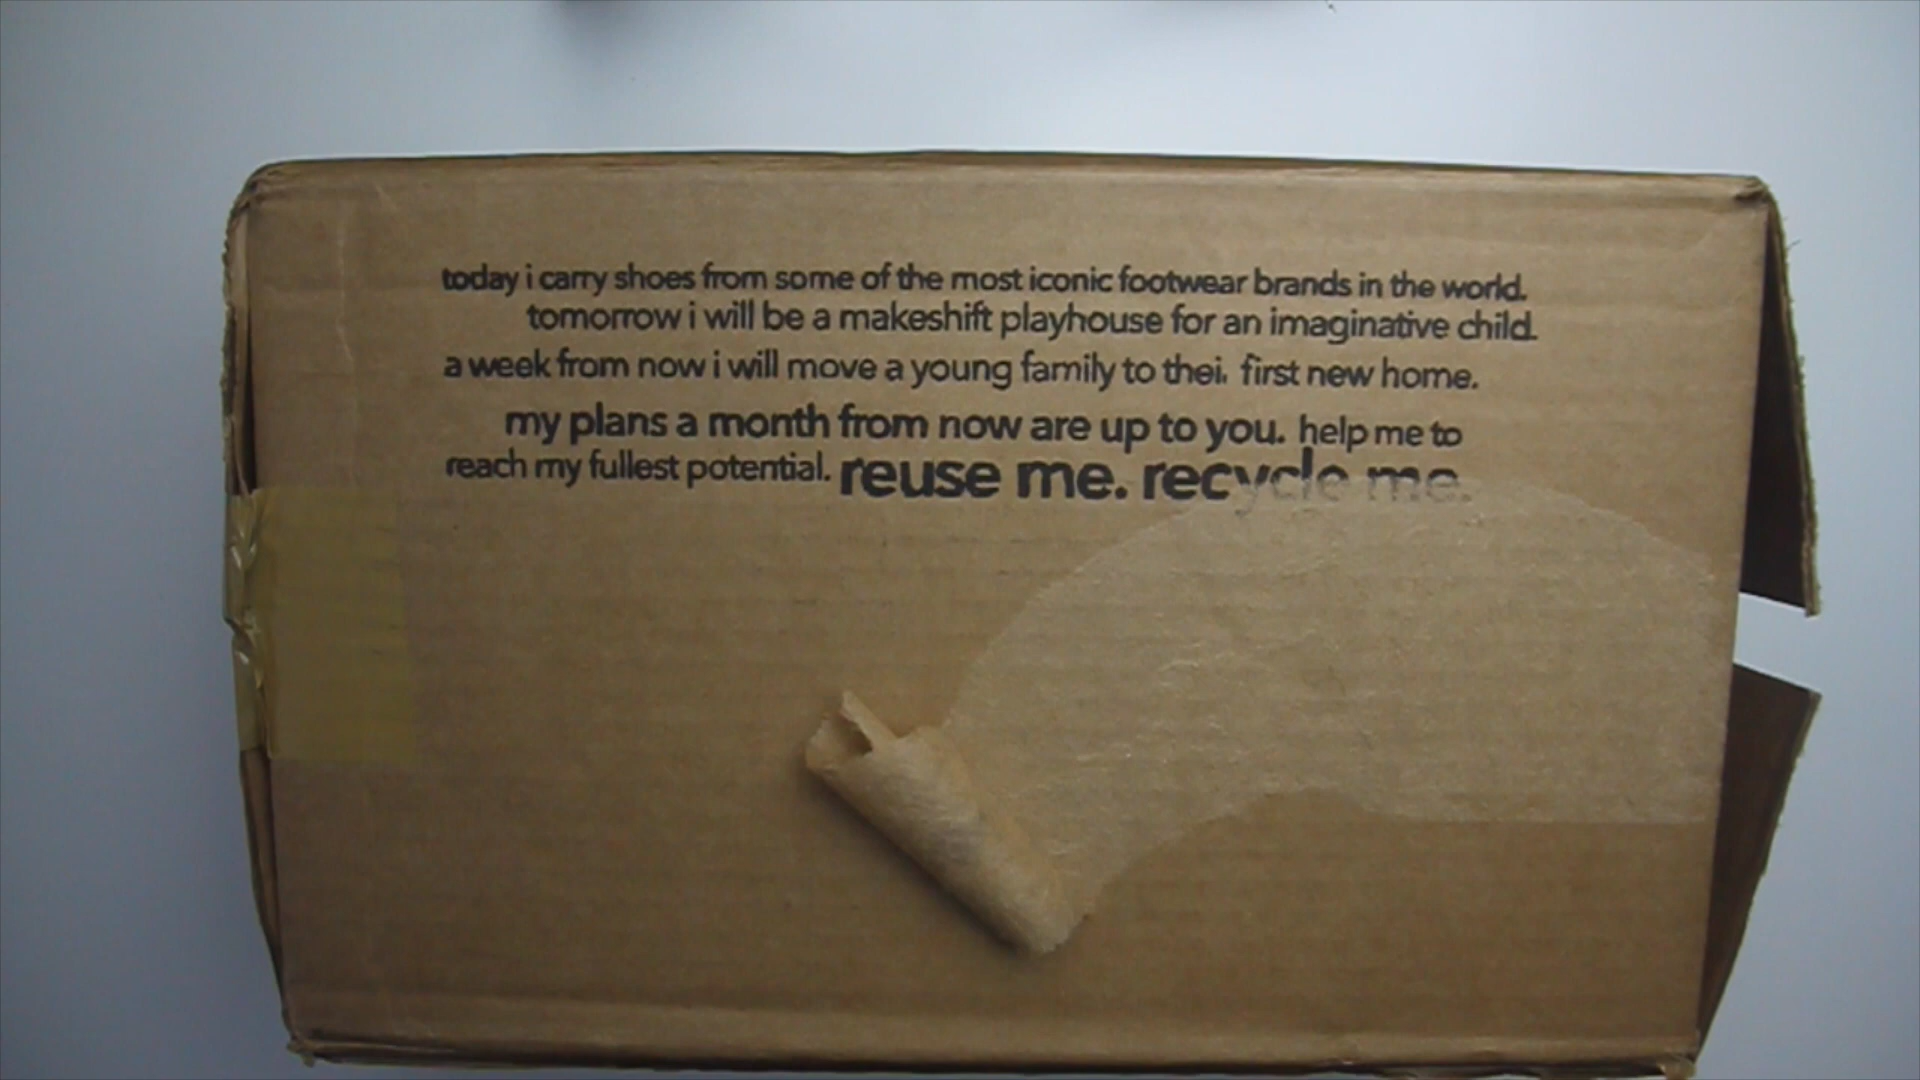 today i carry shoes from some of the most iconic footwear brands in the world.
tomorrow i will be a makeshift playhouse for an imaginative child.
a week from now i will move a young family to thei. first new home.
my plans a month from now are up to you. help me to
reach my fullest potential. reuse me. recycle me.